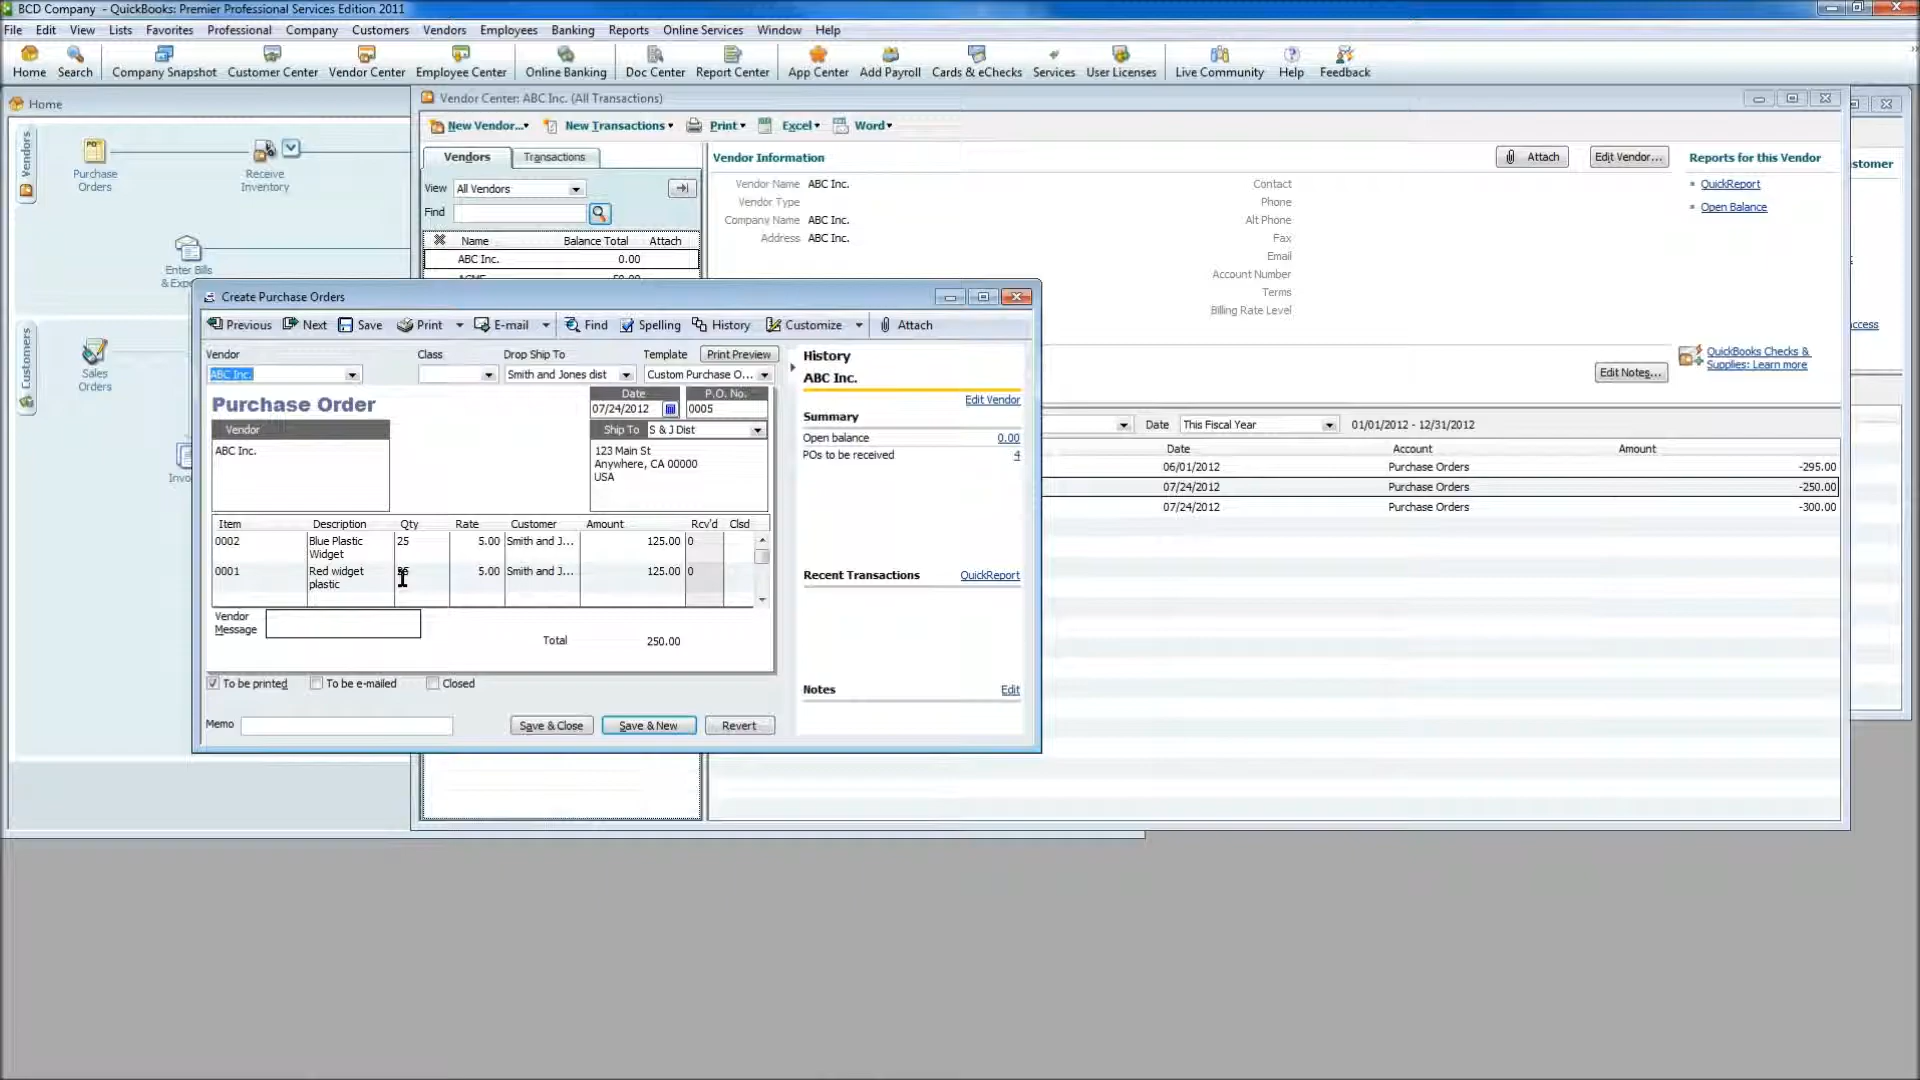 BCD Company - QuickBooks: Premier Professional Services Edition 2011
File Edit View Lists Favorites Professional Company Customers Vendors Employees Banking Reports Online Services Window Help
Home Search Company Snapshot Customer Center Vendor Center Employee Center Online Banking Doc Center Report Center App Center Add Payroll Cards & eChecks Services User Licenses Live Community Help Feedback
Home
Vendors
Purchase Orders
Receive Inventory
Enter Bills
Customers
Sales Orders
Vendor Center: ABC Inc. (All Transactions)
New Vendor... New Transactions Print Excel Word
Vendors Transactions
View All Vendors
Find
Name Balance Total Attach
ABC Inc. 0.00
Vendor Information
Attach Edit Vendor...
Vendor Name ABC Inc.
Vendor Type
Company Name ABC Inc.
Address ABC Inc.
Contact
Phone
Alt Phone
Fax
Email
Account Number
Terms
Billing Rate Level
Reports for this Vendor
QuickReport
Open Balance
QuickBooks Checks & Supplies: Learn more
Edit Notes...
Date This Fiscal Year 01/01/2012 - 12/31/2012
Date Account Amount
06/01/2012 Purchase Orders -295.00
07/24/2012 Purchase Orders -250.00
07/24/2012 Purchase Orders -300.00
Create Purchase Orders
Previous Next Save Print E-mail Find Spelling History Customize Attach
Vendor Class Drop Ship To Template Print Preview
ABC Inc. Smith and Jones dist Custom Purchase O...
Purchase Order
Date P.O. No.
07/24/2012 0005
Vendor
ABC Inc.
Ship To S & J Dist
123 Main St
Anywhere, CA 00000
USA
Item Description Qty Rate Customer Amount Rcv'd Clsd
0002 Blue Plastic Widget 25 5.00 Smith and J... 125.00 0
0001 Red widget plastic 5.00 Smith and J... 125.00 0
Vendor Message
Total 250.00
To be printed To be e-mailed Closed
Memo
Save & Close Save & New Revert
History
ABC Inc.
Edit Vendor
Summary
Open balance 0.00
POs to be received 4
Recent Transactions QuickReport
Notes Edit